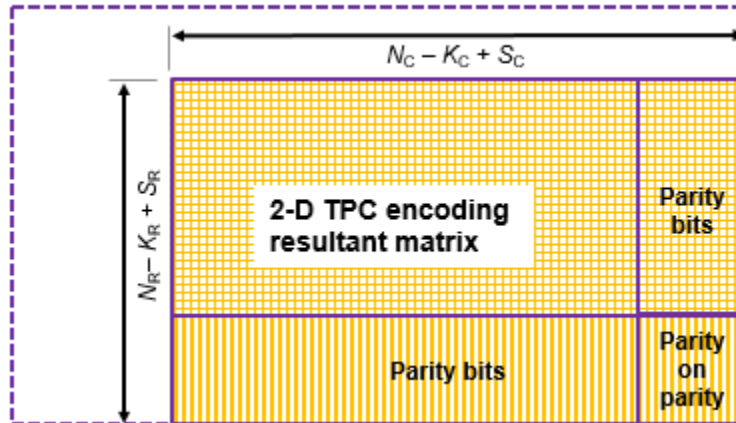 N_C – K_C + S_C
N_R – K_R + S_R
2-D TPC encoding
resultant matrix
Parity
bits
Parity bits
Parity
on
parity